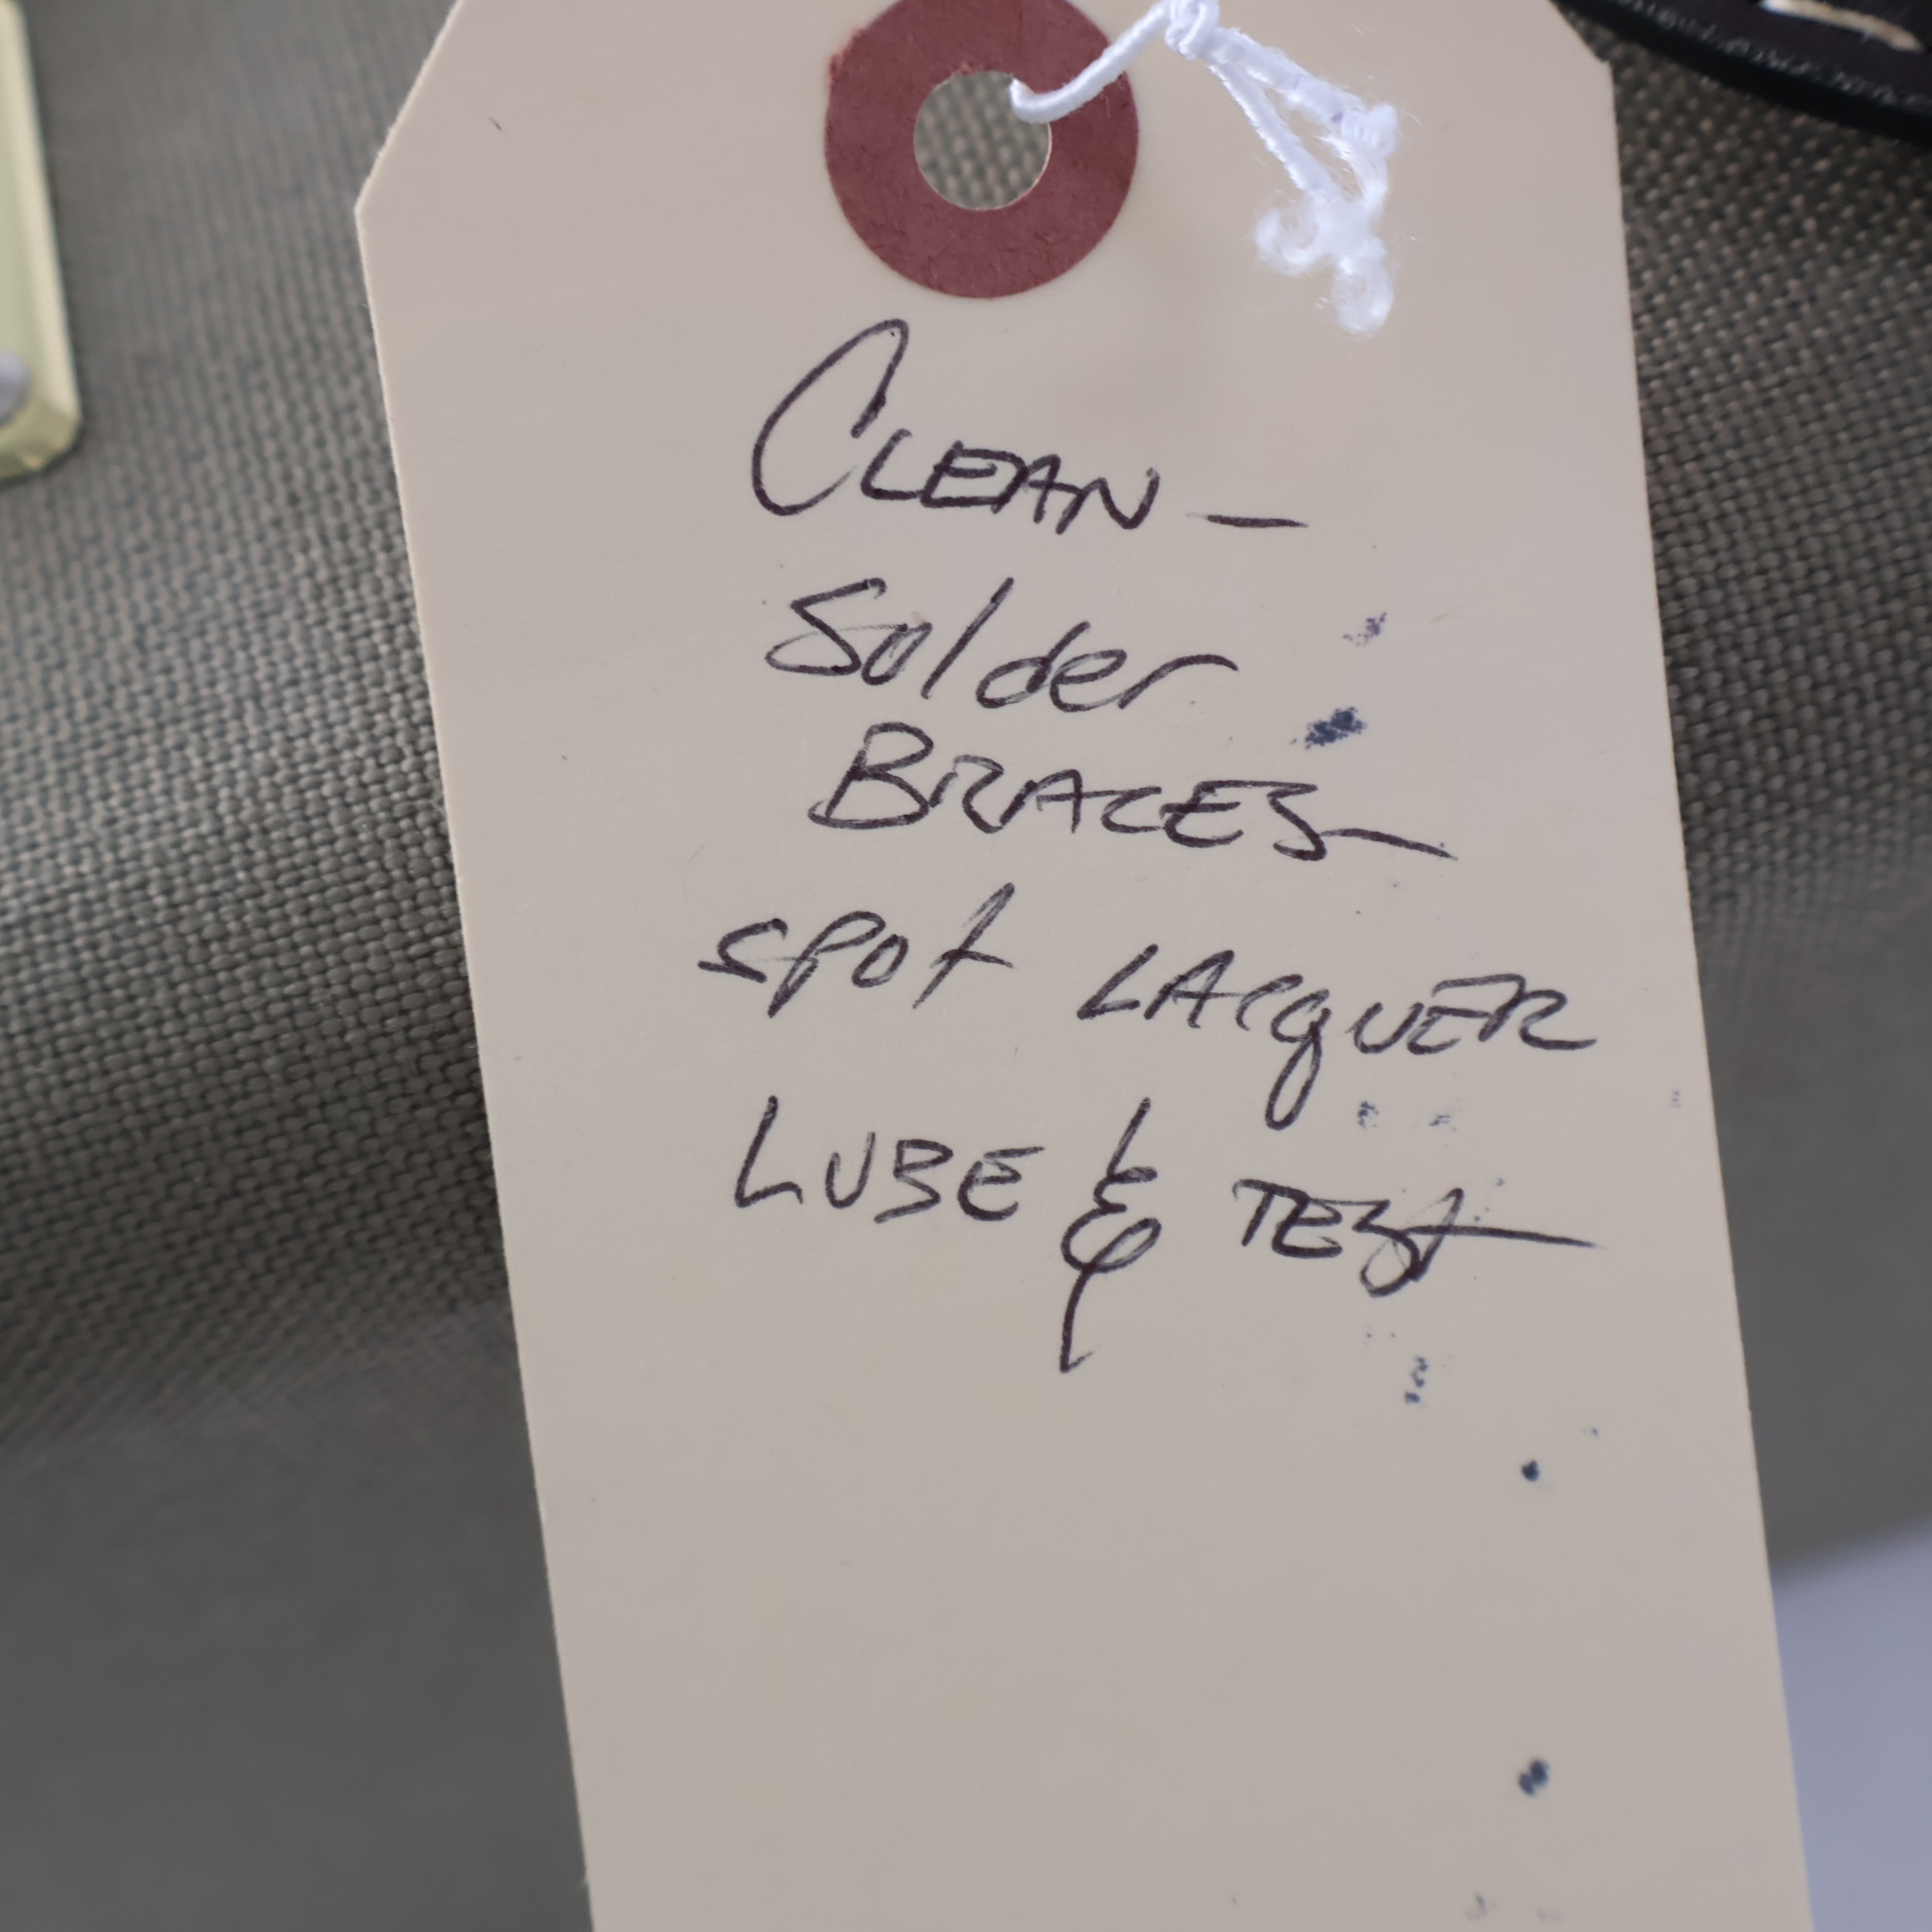 CLEAN—
Solder
BRACES—
spot LACQUER
LUBE & TEST